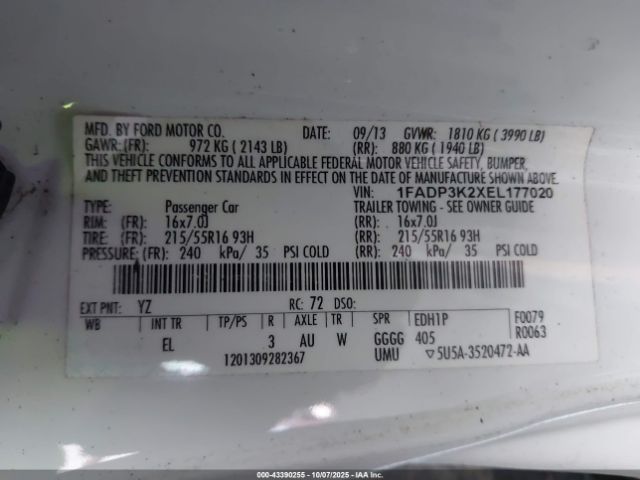 MFD. BY FORD MOTOR CO. DATE: 09/13 GVWR: 1810 KG ( 3990 LB)
GAWR: (FR): 972 KG ( 2143 LB) (RR): 880 KG ( 1940 LB)
THIS VEHICLE CONFORMS TO ALL APPLICABLE FEDERAL MOTOR VEHICLE SAFETY, BUMPER,
AND THEFT PREVENTION STANDARDS IN EFFECT ON THE DATE OF MANUFACTURE SHOWN ABOVE.
VIN: 1FADP3K2XEL177020
TYPE: Passenger Car TRAILER TOWING - SEE OWNER GUIDE
RIM: (FR): 16x7.0J (RR): 16x7.0J
TIRE: (FR): 215/55R16 93H (RR): 215/55R16 93H
PRESSURE: (FR): 240 kPa/ 35 PSI COLD (RR): 240 kPa/ 35 PSI COLD
EXT PNT: YZ RC: 72 DSO:
WB INT TR TP/PS R AXLE TR SPR EDH1P F0079
EL 3 AU W GGGG 405 R0063
1201309282367 UMU ▽5U5A-3520472-AA
000-43390255 - 10/07/2025 - IAA Inc.